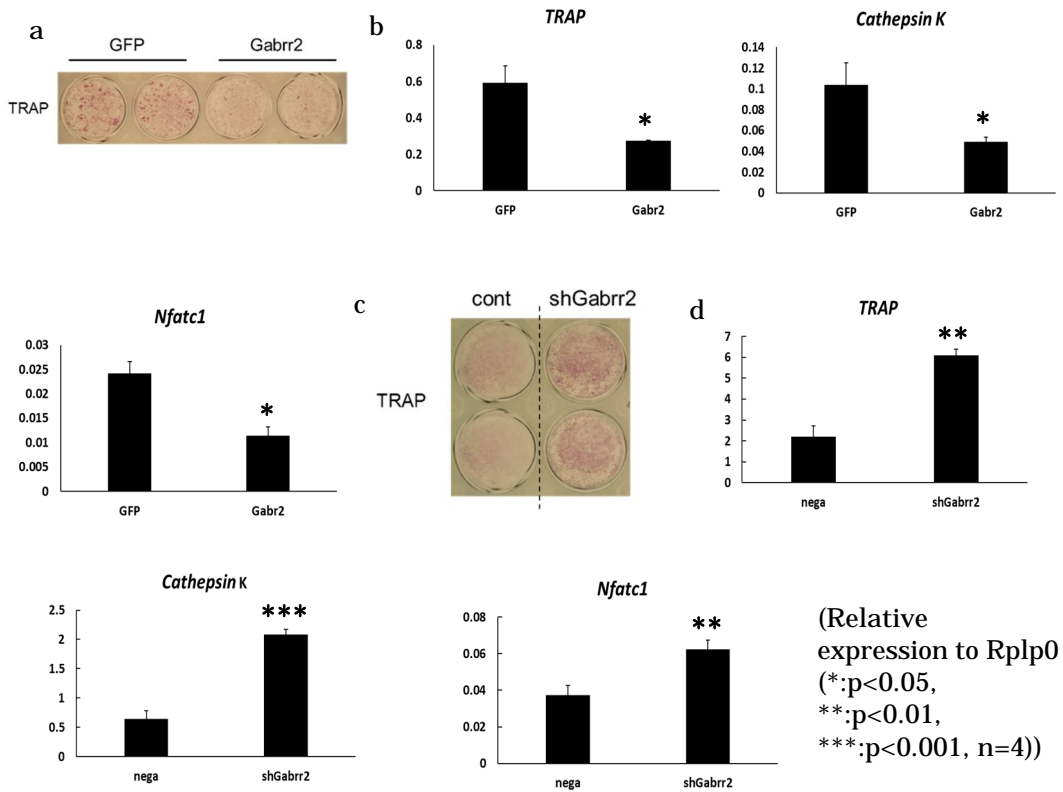 a
GFP Gabrr2
TRAP
b
TRAP
0.8
0.6
0.4
0.2
0
GFP Gabr2
Cathepsin K
0.14
0.12
0.1
0.08
0.06
0.04
0.02
0
*
*
GFP Gabr2
Nfatc1
0.03
0.025
0.02
0.015
0.01
0.005
0
*
GFP Gabr2
c
cont shGabrr2
TRAP
d
TRAP
7
6
5
4
3
2
1
0
**
nega shGabrr2
Cathepsin K
2.5
2
1.5
1
0.5
0
***
nega shGabrr2
Nfatc1
0.08
0.06
0.04
0.02
0
**
nega shGabrr2
(Relative
expression to Rplp0
(*:p<0.05,
**:p<0.01,
***:p<0.001, n=4))